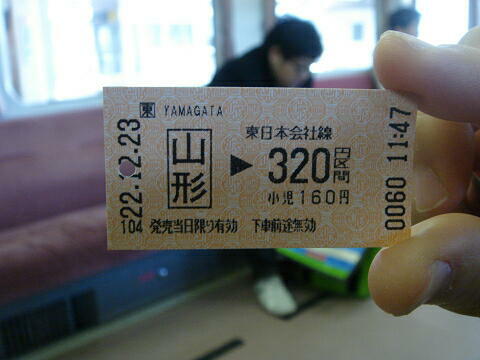 東 YAMAGATA
山形 ▶ 東日本会社線 320円区間
小児160円
22.12.23
104 発売当日限り有効 下車前途無効
0060 11:47